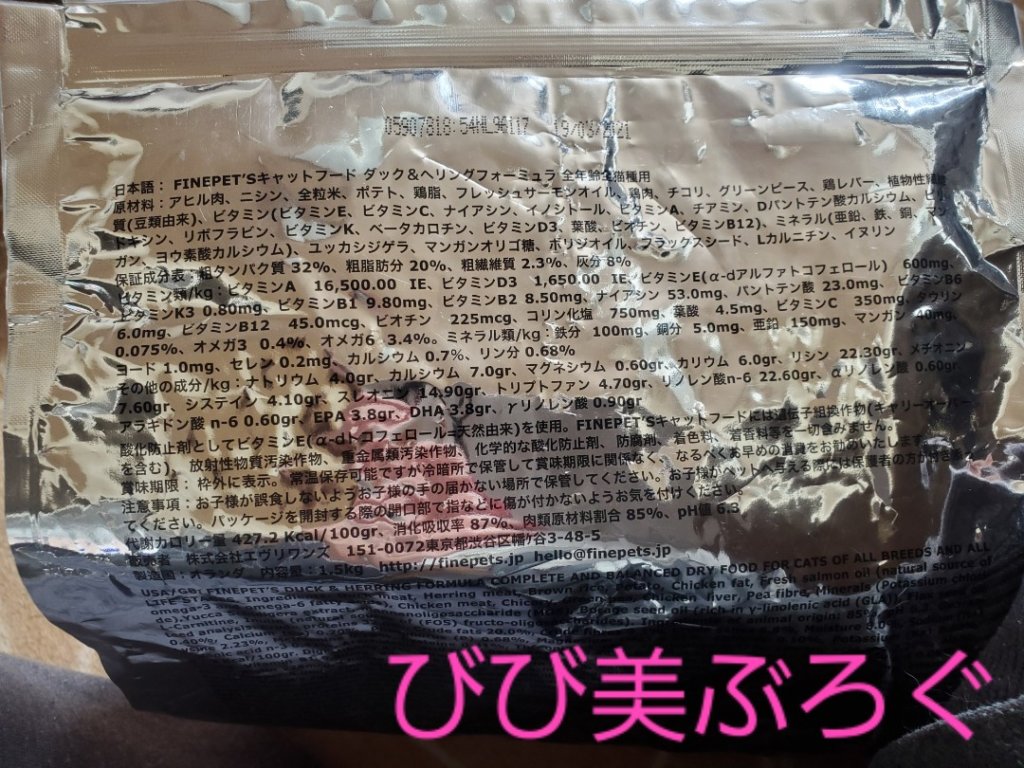 05907818:54HL96117 19/03/2021
日本語: FINEPET'Sキャットフード ダック&ヘリングフォーミュラ 全年齢全猫種用
原材料:アヒル肉、ニシン、全粒米、ポテト、鶏脂、フレッシュサーモンオイル、鶏肉、チコリ、グリーンピース、鶏レバー、植物性繊維
質(豆類由来)、ビタミン(ビタミンE、ビタミンC、ナイアシン、イノシトール、ビタミンA、チアミン、Dパントテン酸カルシウム、ピリ
ドキシン、リボフラビン、ビタミンK、ベータカロチン、ビタミンD3、葉酸、ビオチン、ビタミンB12)、ミネラル(亜鉛、鉄、銅、マン
ガン、ヨウ素酸カルシウム)、ユッカシジゲラ、マンガンオリゴ糖、ボリジオイル、フラックスシード、Lカルニチン、イヌリン
保証成分表:粗タンパク質 32%、粗脂肪分 20%、粗繊維質 2.3%、灰分 8%
ビタミン類/kg:ビタミンA 16,500.00 IE、ビタミンD3 1,650.00 IE、ビタミンE(α-dアルファトコフェロール) 600mg、
ビタミンK3 0.80mg、ビタミンB1 9.80mg、ビタミンB2 8.50mg、ナイアシン 53.0mg、パントテン酸 23.0mg、ビタミンB6
6.0mg、ビタミンB12 45.0mcg、ビオチン 225mcg、コリン化塩 750mg、葉酸 4.5mg、ビタミンC 350mg、タウリン
0.075%、オメガ3 0.4%、オメガ6 3.4%。ミネラル類/kg:鉄分 100mg、銅分 5.0mg、亜鉛 150mg、マンガン 40mg、
ヨード 1.0mg、セレン 0.2mg、カルシウム 0.7%、リン分 0.68%
その他の成分/kg:ナトリウム 4.0gr、カルシウム 7.0gr、マグネシウム 0.60gr、カリウム 6.0gr、リシン 22.30gr、メチオニン
7.60gr、システイン 4.10gr、スレオニン 14.90gr、トリプトファン 4.70gr、リノレン酸n-6 22.60gr、αリノレン酸 0.60gr、
アラキドン酸 n-6 0.60gr、EPA 3.8gr、DHA 3.8gr、γリノレン酸 0.90gr
酸化防止剤としてビタミンE(α-dトコフェロール=天然由来)を使用。FINEPET'Sキャットフードには遺伝子組換作物(キャリーオーバー
を含む)、放射性物質汚染作物、重金属類汚染作物、化学的な酸化防止剤、防腐剤、着色料、着香料等を一切含みません。
賞味期限: 枠外に表示。常温保存可能ですが冷暗所で保管して賞味期限に関係なく、なるべくお早めの消費をお勧めいたします。
注意事項:お子様が誤食しないようお子様の手の届かない場所で保管してください。お子様がペットへ与える際には保護者の方が
てください。パッケージを開封する際の開口部で指などに傷が付かないようお気を付けください。
代謝カロリー量 427.2 Kcal/100gr、消化吸収率 87%、肉類原材料割合 85%、pH値 6.3
販売者 株式会社エヴリワンズ 151-0072東京都渋谷区幡ヶ谷3-48-5
製造国:オランダ 内容量:1.5kg http://finepets.jp hello@finepets.jp
USA/GB: FINEPET'S DUCK & HERRING FORMULA COMPLETE AND BALANCED DRY FOOD FOR CATS OF ALL BREEDS AND ALL
meat, Herring meat, Brown rice, Potato, Chicken fat, Fresh salmon oil (natural source of
omega-3 Chicken meat, Chicken liver, Pea fibre, Minerals (Potassium
oligosaccharide (MOS), Borage seed oil (rich in γ-linolenic acid (GLA)), Flax seed
L-Carnitine, (FOS) fructo-oligosaccharides).
びび美ぶろぐ